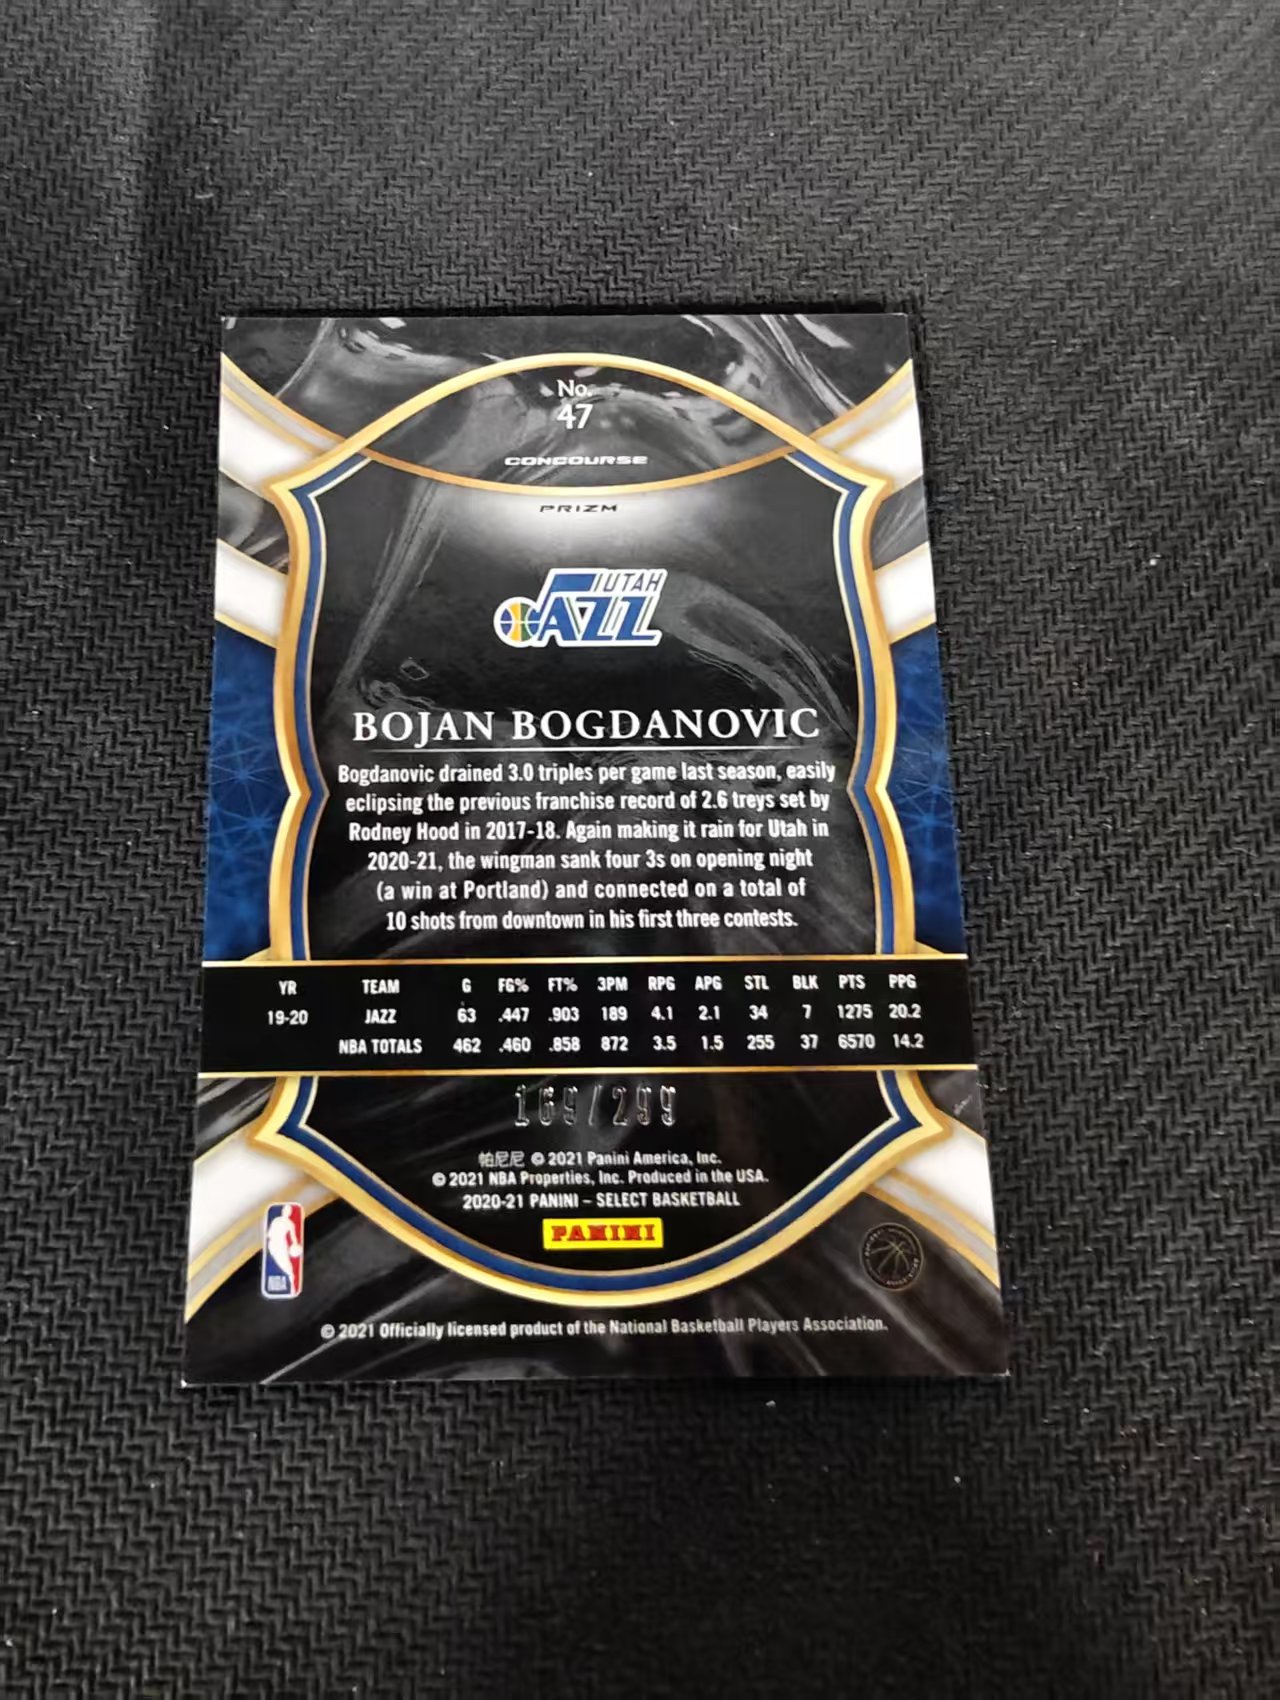 No.
47
CONCOURSE
PRIZM
UTAH
JAZZ
BOJAN BOGDANOVIC
Bogdanovic drained 3.0 triples per game last season, easily
eclipsing the previous franchise record of 2.6 treys set by
Rodney Hood in 2017-18. Again making it rain for Utah in
2020-21, the wingman sank four 3s on opening night
(a win at Portland) and connected on a total of
10 shots from downtown in his first three contests.
YR TEAM G FG% FT% 3PM RPG APG STL BLK PTS PPG
19-20 JAZZ 63 .447 .903 189 4.1 2.1 34 7 1275 20.2
NBA TOTALS 462 .460 .858 872 3.5 1.5 255 37 6570 14.2
169/299
帕尼尼 © 2021 Panini America, Inc.
© 2021 NBA Properties, Inc. Produced in the USA.
2020-21 PANINI – SELECT BASKETBALL
PANINI
NBA
© 2021 Officially licensed product of the National Basketball Players Association.